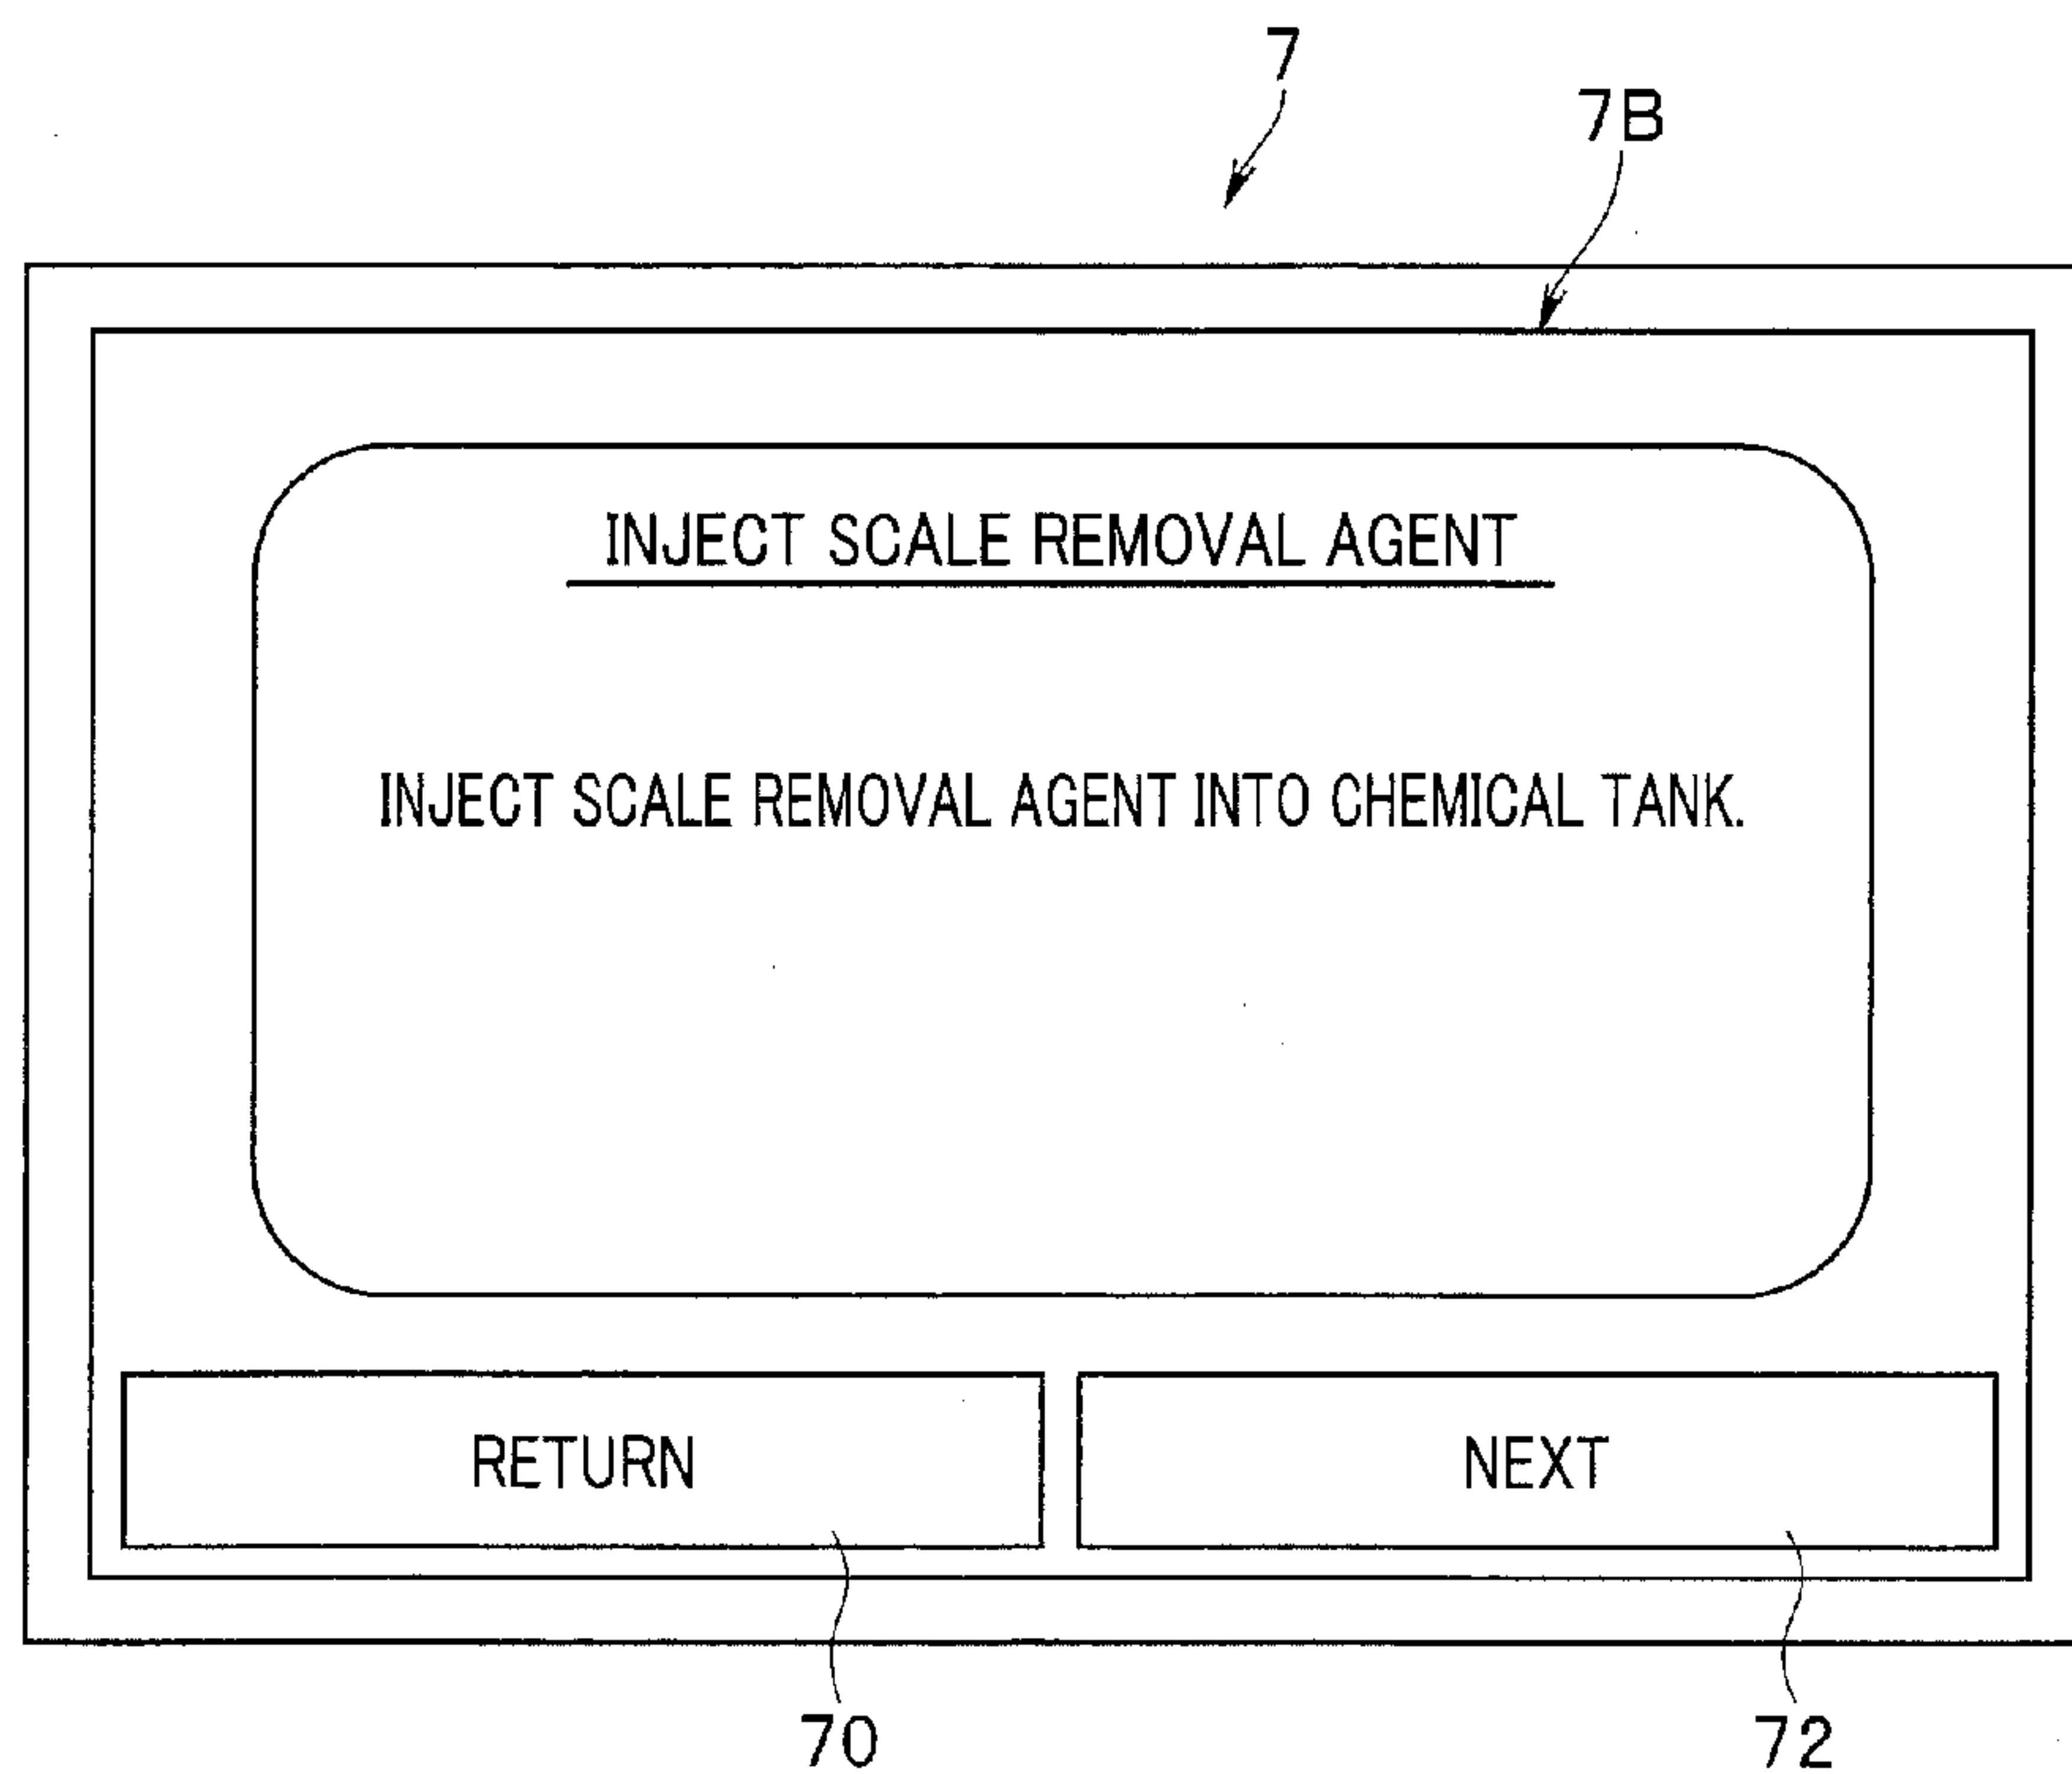 7
7B
INJECT SCALE REMOVAL AGENT
INJECT SCALE REMOVAL AGENT INTO CHEMICAL TANK.
RETURN
NEXT
70
72